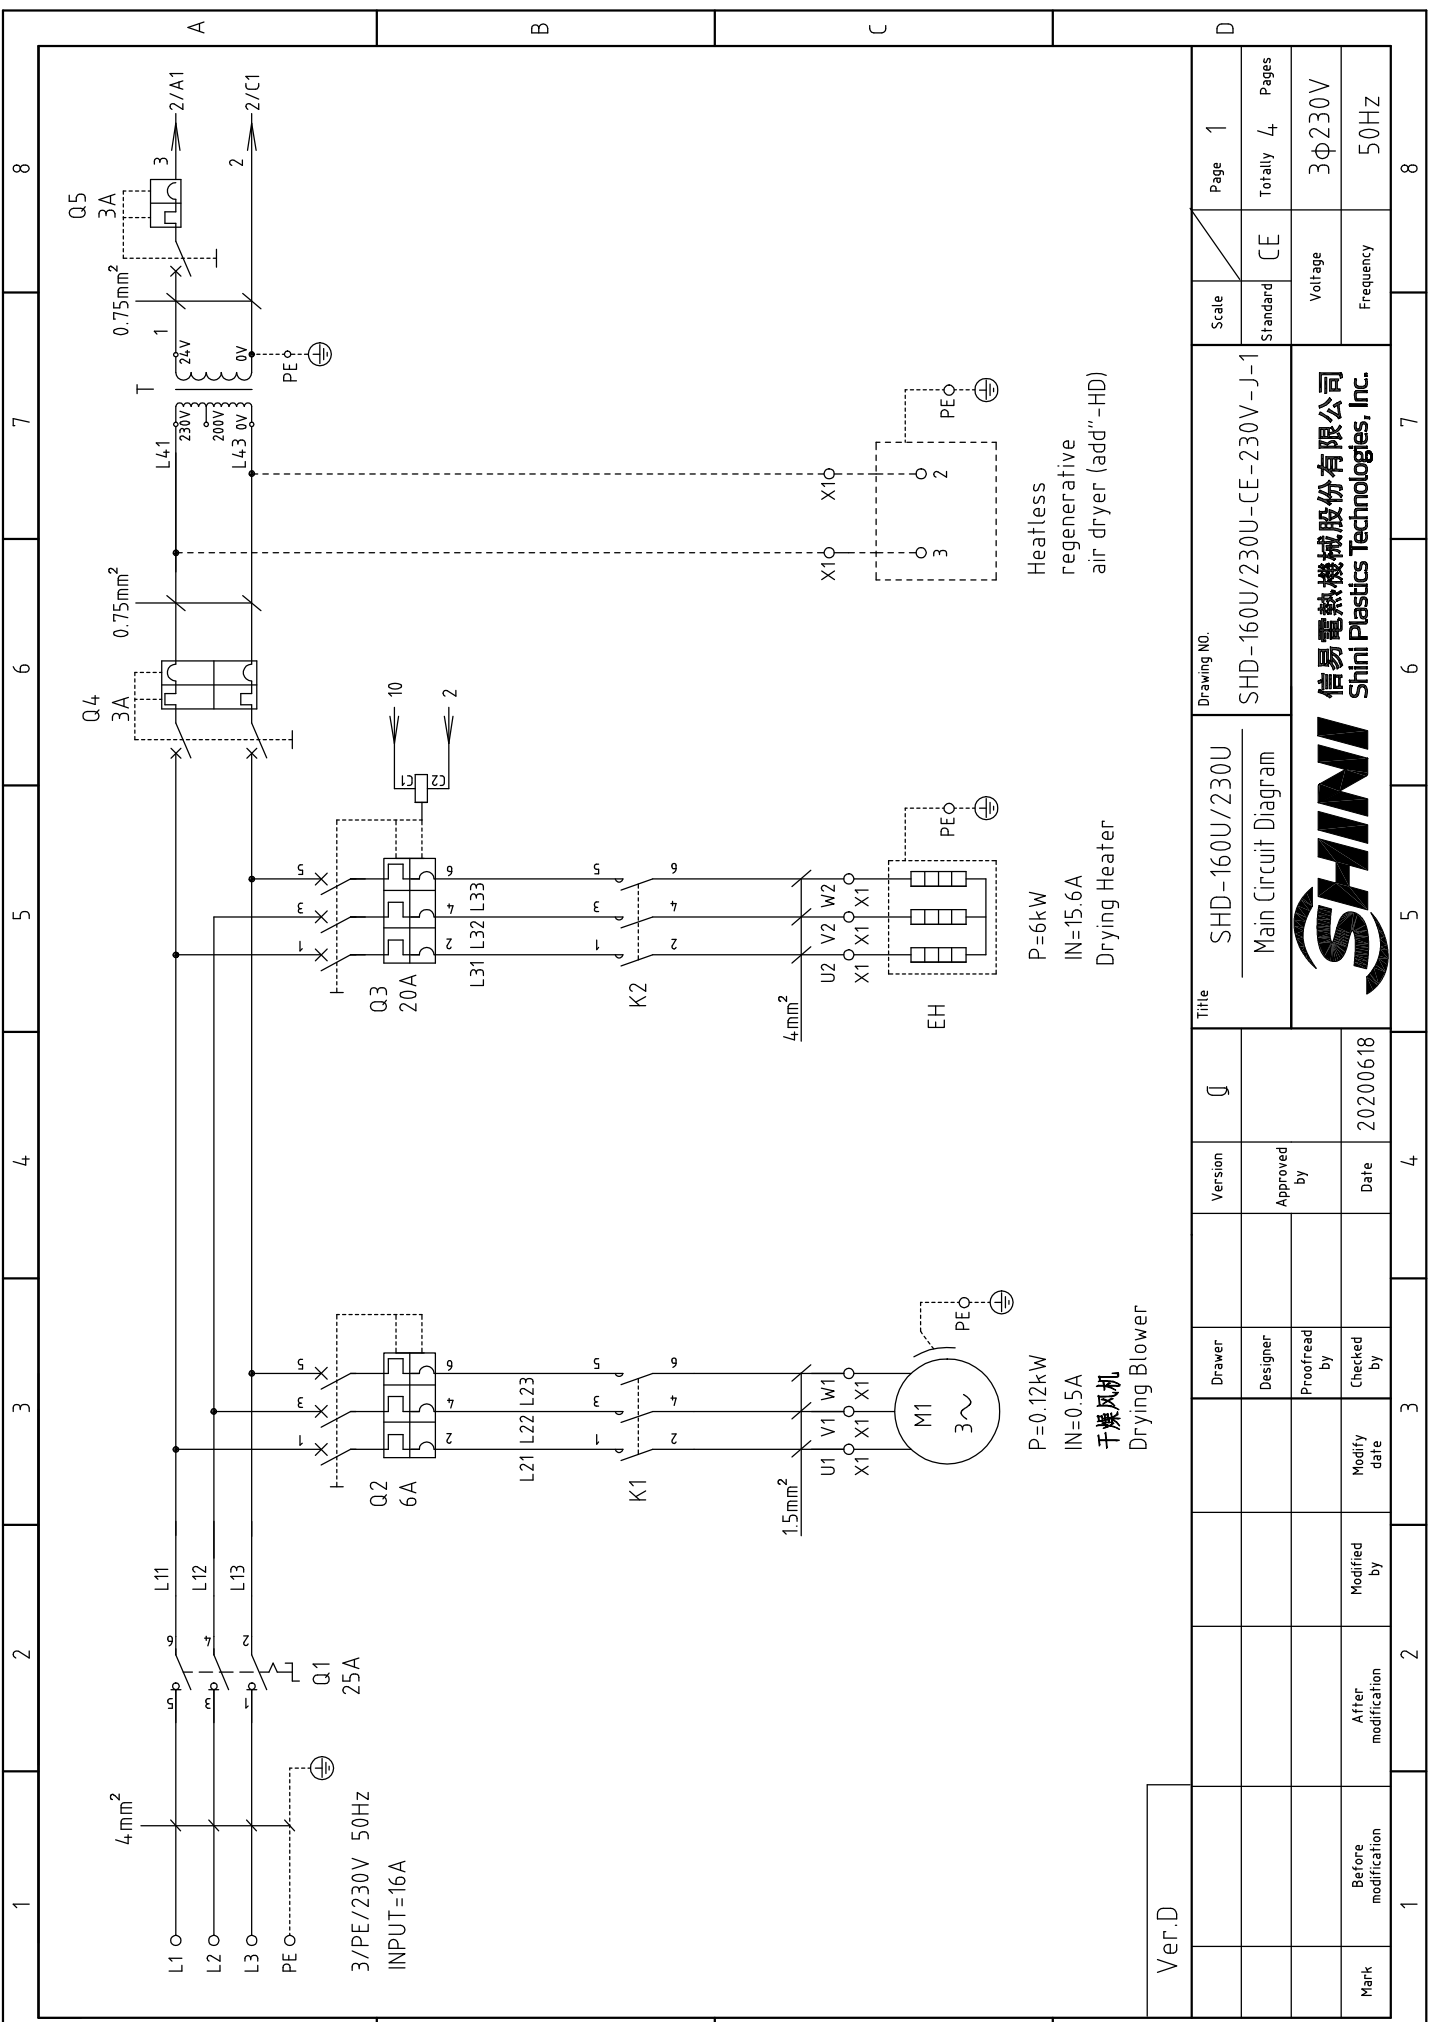 1 2 3 4 5 6 7 8
A
B
C
D
4mm²
L1
L2
L3
PE
3/PE/230V 50Hz
INPUT=16A
5 6
3 4
1 2
Q1
25A
L11
L12
L13
1 3 5
Q2
6A
2 4 6
L21 L22 L23
1 3 5
K1
2 4 6
1.5mm²
U1 V1 W1
X1 X1 X1
M1
3~
PE
P=0.12kW
IN=0.5A
干燥风机
Drying Blower
1 3 5
Q3
20A
2 4 6
L31 L32 L33
C1 C2
10
2
1 3 5
K2
2 4 6
4mm²
U2 V2 W2
X1 X1 X1
EH
PE
P=6kW
IN=15.6A
Drying Heater
Q4
3A
0.75mm²
L41
L43
230V
200V
0V
T
24V
0V
PE
1
0.75mm²
Q5
3A
3
2/A1
2
2/C1
X1 X1
3 2
PE
Heatless
regenerative
air dryer (add"-HD)
Ver.D
Mark
Before
modification
After
modification
Modified
by
Modify
date
Drawer
Designer
Proofread
by
Checked
by
Version
Approved
by
Date
20200618
Title
SHD-160U/230U
Main Circuit Diagram
Drawing NO.
SHD-160U/230U-CE-230V-J-1
SHINI
信易電熱機械股份有限公司
Shini Plastics Technologies, Inc.
Scale
Page 1
Standard CE
Totally 4 Pages
Voltage
3ф230V
Frequency
50HZ
1 2 3 4 5 6 7 8